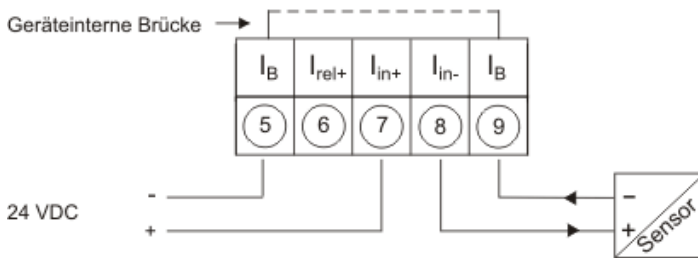 Geräteinterne Brücke
I_B I_rel+ I_in+ I_in- I_B
5 6 7 8 9
24 VDC
- -
+ +
Sensor